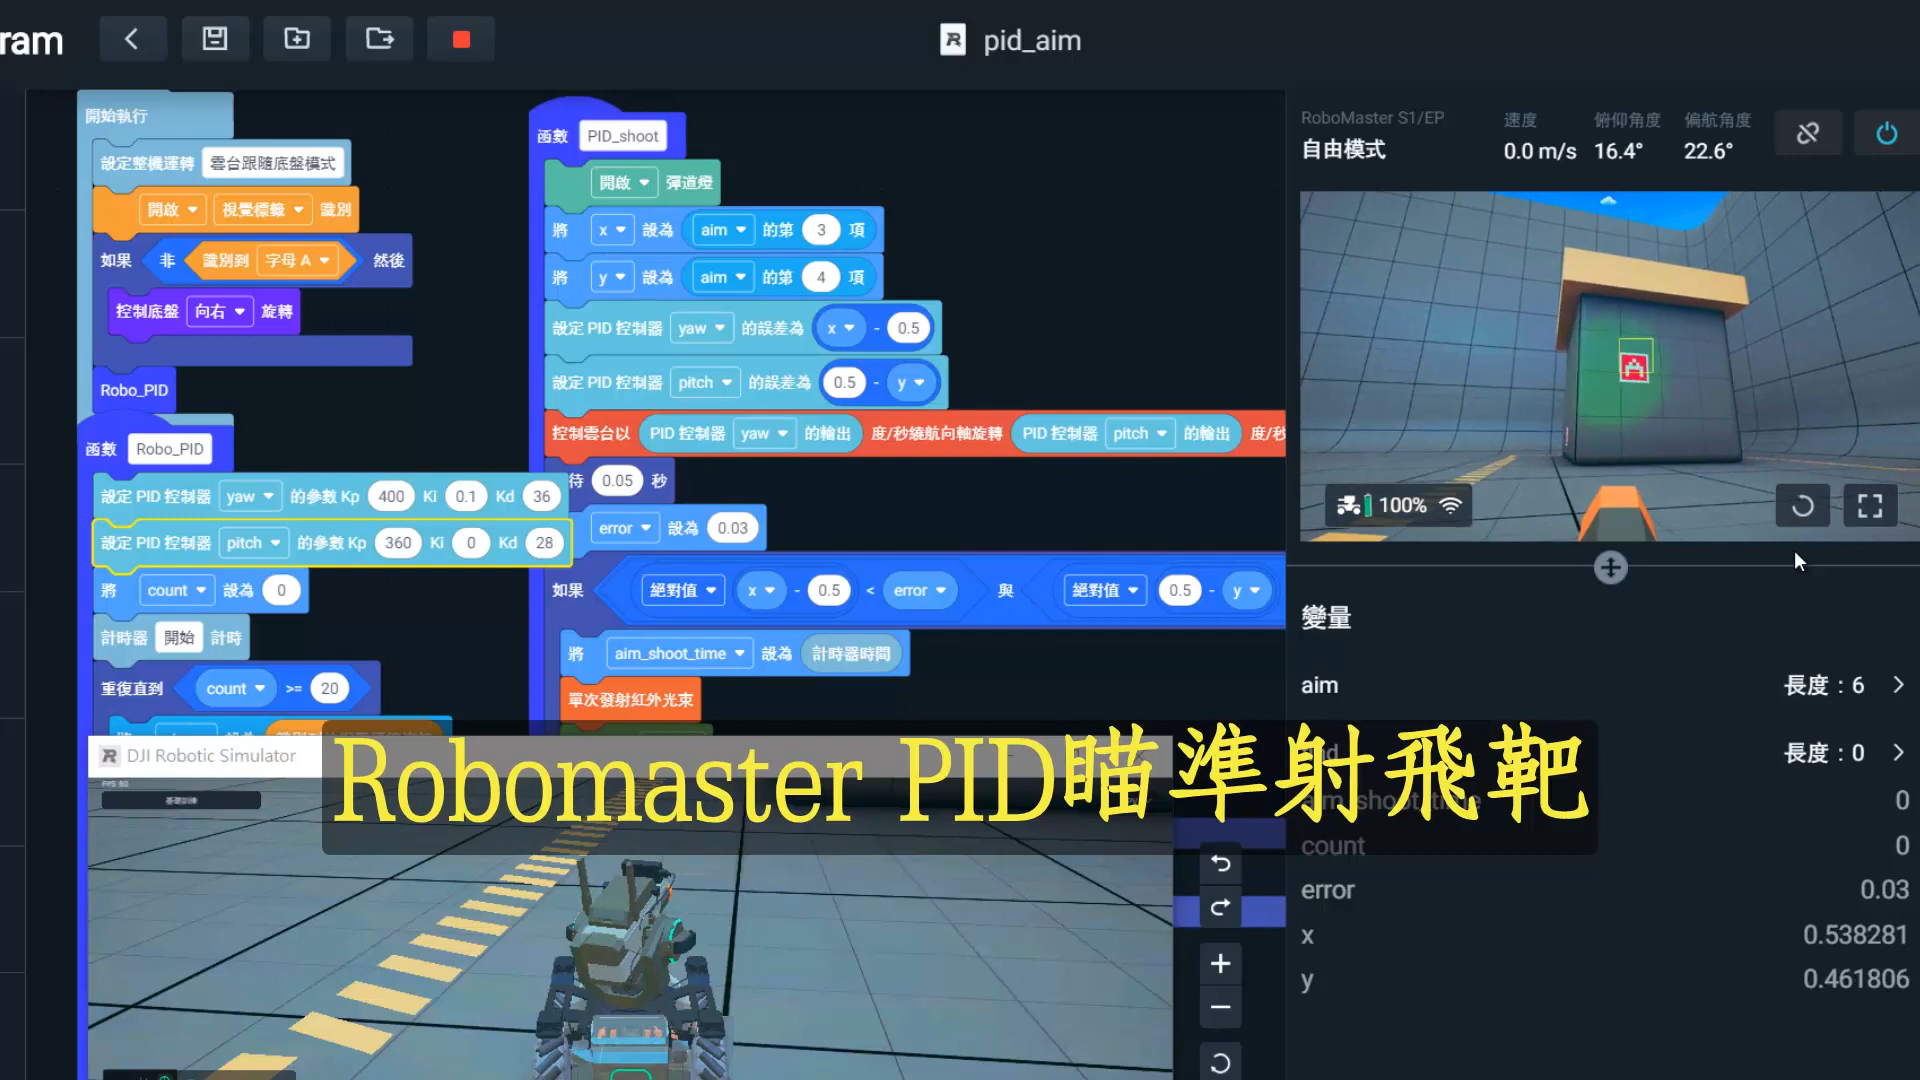 ram
pid_aim
開始執行
設定整機運轉 雲台跟隨底盤模式
開啟 視覺標籤 識別
如果 非 識別到 字母 A 然後
控制底盤 向右 旋轉
Robo_PID
函數 Robo_PID
設定 PID 控制器 yaw 的參數 Kp 400 Ki 0.1 Kd 36
設定 PID 控制器 pitch 的參數 Kp 360 Ki 0 Kd 28
將 count 設為 0
計時器 開始 計時
重復直到 count >= 20
函數 PID_shoot
開啟 彈道燈
將 x 設為 aim 的第 3 項
將 y 設為 aim 的第 4 項
設定 PID 控制器 yaw 的誤差為 x - 0.5
設定 PID 控制器 pitch 的誤差為 0.5 - y
控制雲台以 PID 控制器 yaw 的輸出 度/秒繞航向軸旋轉 PID 控制器 pitch 的輸出 度/秒
待 0.05 秒
error 設為 0.03
如果 絕對值 x - 0.5 < error 與 絕對值 0.5 - y
將 aim_shoot_time 設為 計時器時間
單次發射紅外光束
RoboMaster S1/EP
自由模式
速度 俯仰角度 偏航角度
0.0 m/s 16.4° 22.6°
A
100%
變量
aim 長度：6
長度：0
aim_shoot_time 0
count 0
error 0.03
x 0.538281
y 0.461806
DJI Robotic Simulator
FPS 60
Robomaster PID瞄準射飛靶